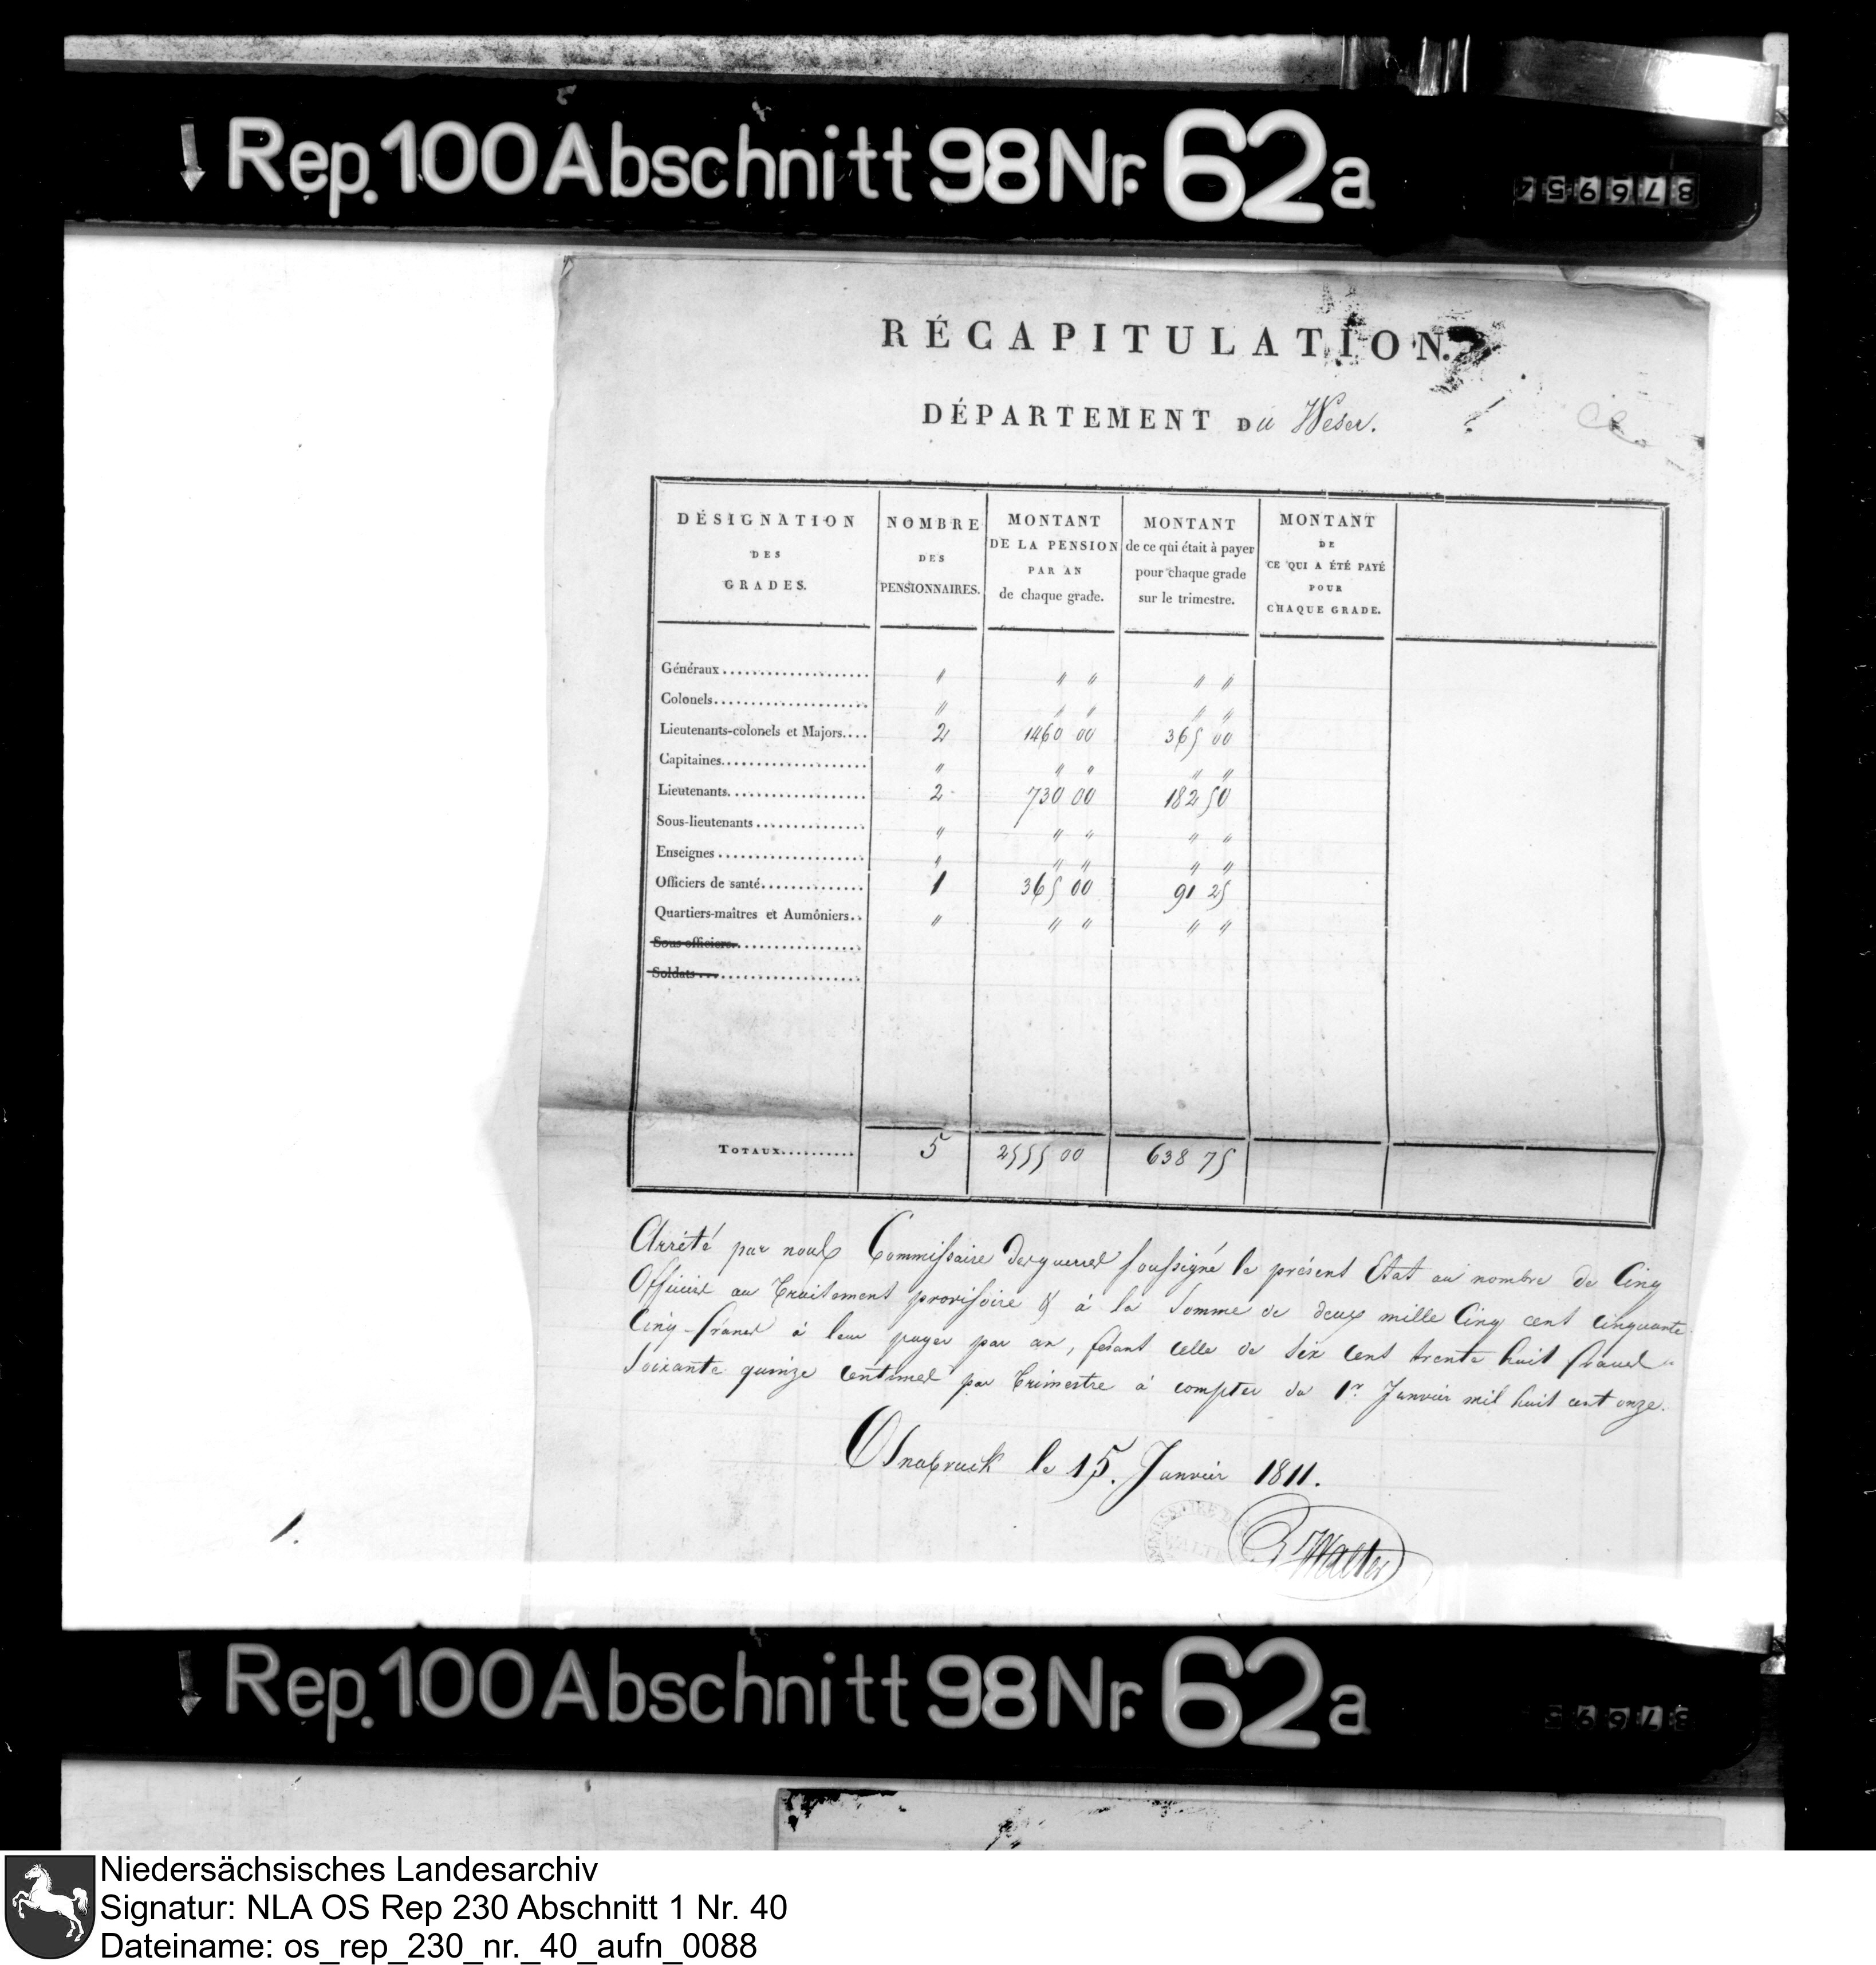 Rep. 100 Abschnitt 98 Nr. 62a
RÉCAPITULATION.
DÉPARTEMENT DU Weser.
DÉSIGNATION DES GRADES. | NOMBRE DES PENSIONNAIRES. | MONTANT DE LA PENSION PAR AN de chaque grade. | MONTANT de ce qui était à payer pour chaque grade sur le trimestre. | MONTANT DE CE QUI A ÉTÉ PAYÉ POUR CHAQUE GRADE.
Généraux.................... " " " " "
Colonels..................... " " " " "
Lieutenants-colonels et Majors.... 2 1460 00 365 00
Capitaines.................... " " " " "
Lieutenants................... 2 730 00 182 50
Sous-lieutenants............... " " " " "
Enseignes.................... " " " " "
Officiers de santé.............. 1 365 00 91 25
Quartiers-maîtres et Aumôniers.. " " " " "
Sous-officiers..................
Soldats.......................
TOTAUX.......... 5 2555 00 638 75
Arrêté par nous Commissaire des guerres soussigné le présent Etat au nombre de Cinq
Officiers au Traitement provisoire & à la Somme de deux mille Cinq cent cinquante
Cinq francs à leur payer par an, fesant celle de Six Cent trente huit francs
Soixante quinze Centimes par Trimestre à compter du 1er. Janvier mil huit cent onze.
Osnabruck le 15. Janvier 1811.
Walter
1.
Rep. 100 Abschnitt 98 Nr. 62a
Niedersächsisches Landesarchiv
Signatur: NLA OS Rep 230 Abschnitt 1 Nr. 40
Dateiname: os_rep_230_nr._40_aufn_0088